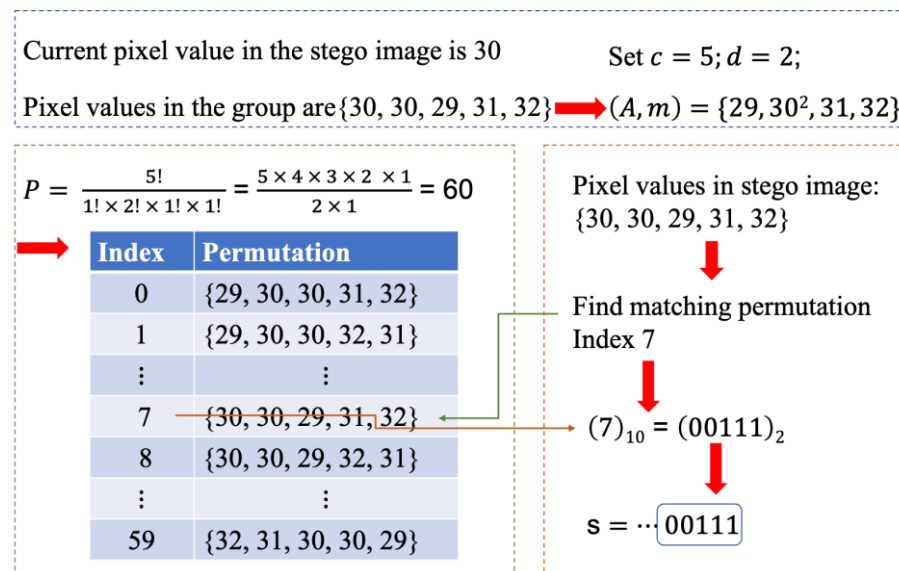 Current pixel value in the stego image is 30
Set c = 5; d = 2;
Pixel values in the group are{30, 30, 29, 31, 32}
(A, m) = {29, 30², 31, 32}
P = 5! / 1! × 2! × 1! × 1! = 5 × 4 × 3 × 2 × 1 / 2 × 1 = 60
Index Permutation
0 {29, 30, 30, 31, 32}
1 {29, 30, 30, 32, 31}
⋮ ⋮
7 {30, 30, 29, 31, 32}
8 {30, 30, 29, 32, 31}
⋮ ⋮
59 {32, 31, 30, 30, 29}
Pixel values in stego image:
{30, 30, 29, 31, 32}
Find matching permutation
Index 7
(7)₁₀ = (00111)₂
s = ⋯00111